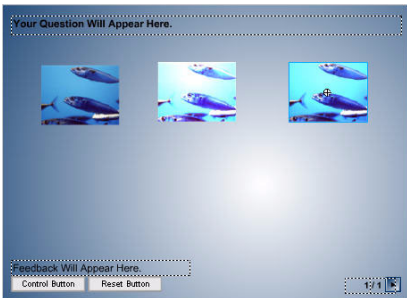 Your Question Will Appear Here.
Feedback Will Appear Here.
Control Button Reset Button
1 / 1